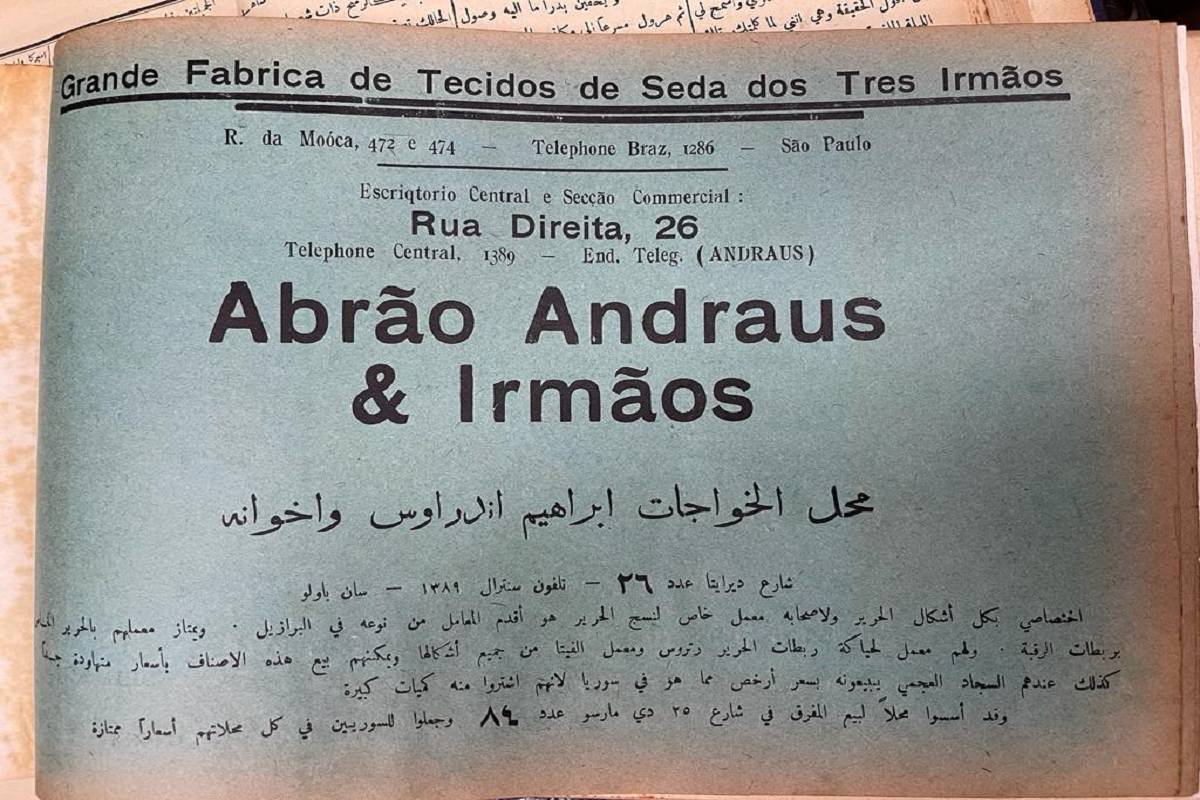 Grande Fabrica de Tecidos de Seda dos Tres Irmãos
R. da Moóca, 472 e 474 — Telephone Braz, 1286 — São Paulo
Escriqtorio Central e Secção Commercial :
Rua Direita, 26
Telephone Central, 1389 — End. Teleg. (ANDRAUS)
Abrão Andraus
& Irmãos
محل الخواجات ابراهيم اندراوس واخوانه
شارع ديرايتا عدد ٢٦ — تلفون سنترال ١٣٨٩ — سان باولو
اختصاصي بكل أشكال الحرير ولاصحابه معمل خاص لنسج الحرير هو أقدم المعامل من نوعه في البرازيل ٠ ويمتاز معملهم بالحرير
بربطات الرقبة ٠ ولهم معمل لحياكة ربطات الحرير رتروس ومعمل الفيتا من جميع أشكالها ويمكنهم بيع هذه الاصناف بأسعار متهاودة
كذلك عندهم السجاد العجمي يبيعونه بسعر أرخص مما هو في سوريا لانهم اشتروا منه كميات كبيرة
وقد أسسوا محلاً لبيع المفرق في شارع ٢٥ دي مارسو عدد ٨٤ وجعلوا للسوريين في كل محلاتهم أسعاراً ممتازة